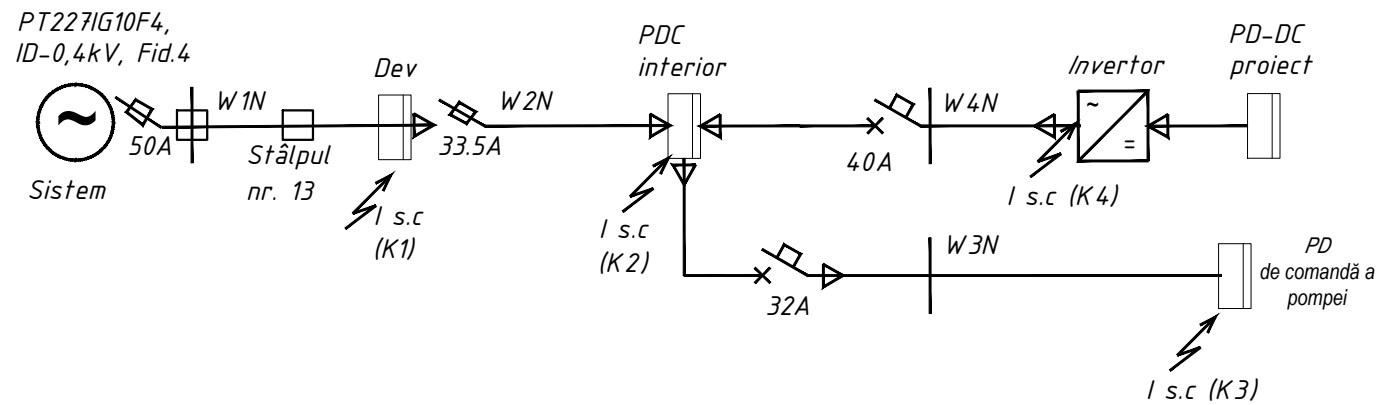 PT227IG10F4,
ID-0,4kV, Fid.4
50A
Sistem
W1N
Stâlpul
nr. 13
Dev
I s.c
(K1)
33.5A
W2N
PDC
interior
I s.c
(K2)
40A
W4N
Invertor
~
=
I s.c (K4)
PD-DC
proiect
32A
W3N
PD
de comandă a
pompei
I s.c (K3)